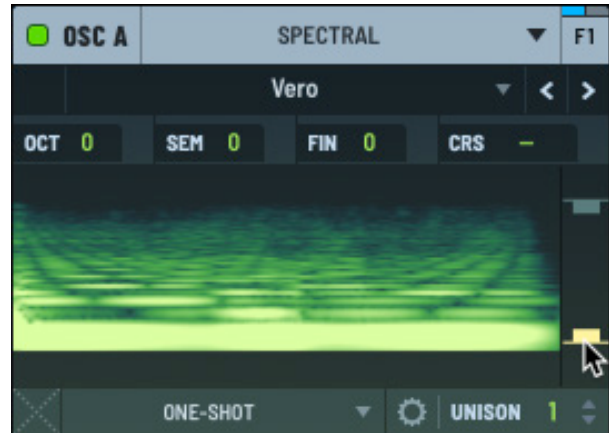 OSC A SPECTRAL F1
Vero < >
OCT 0 SEM 0 FIN 0 CRS –
ONE-SHOT UNISON 1